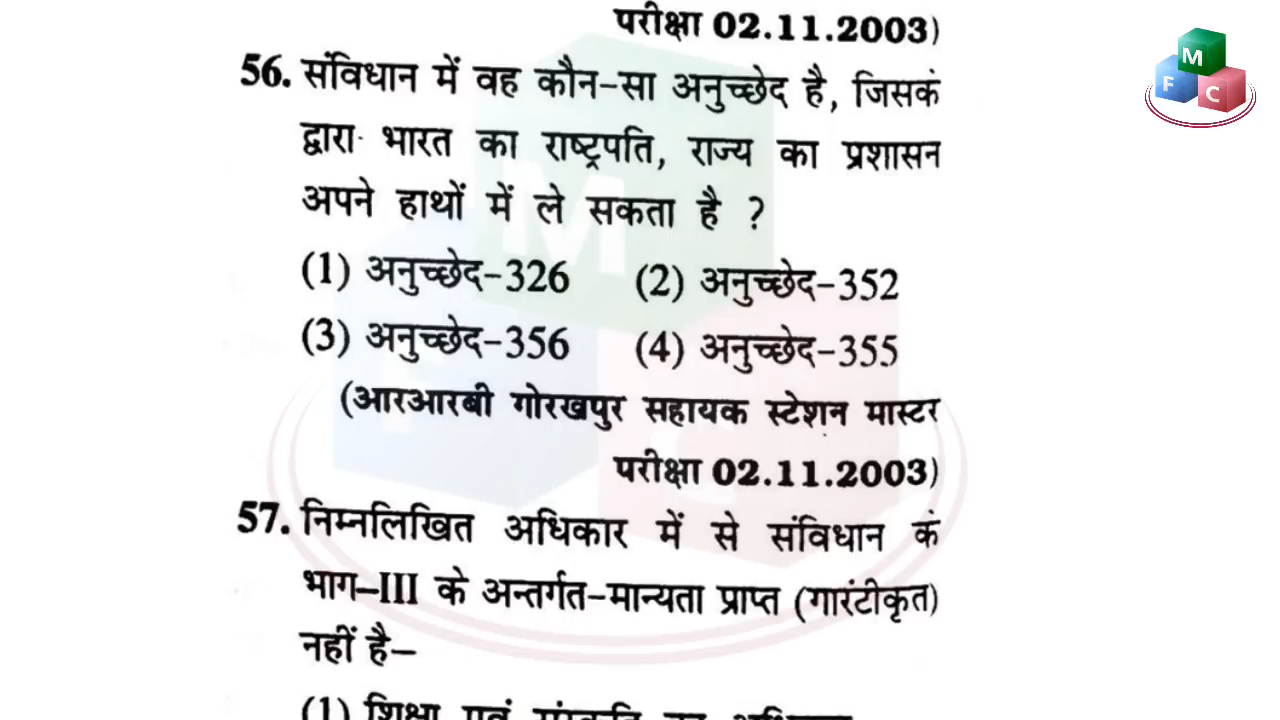 परीक्षा 02.11.2003)
56. संविधान में वह कौन-सा अनुच्छेद है, जिसके
द्वारा भारत का राष्ट्रपति, राज्य का प्रशासन
अपने हाथों में ले सकता है ?
(1) अनुच्छेद-326 (2) अनुच्छेद-352
(3) अनुच्छेद-356 (4) अनुच्छेद-355
(आरआरबी गोरखपुर सहायक स्टेशन मास्टर
परीक्षा 02.11.2003)
57. निम्नलिखित अधिकार में से संविधान के
भाग-III के अन्तर्गत-मान्यता प्राप्त (गारंटीकृत)
नहीं है-
(1) शिक्षा एवं
M
F
C